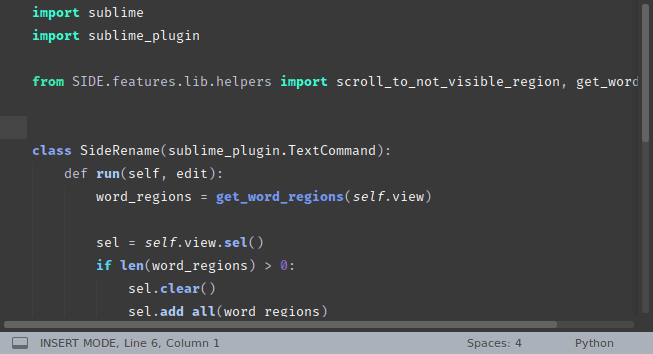 import sublime
import sublime_plugin
from SIDE.features.lib.helpers import scroll_to_not_visible_region, get_word
class SideRename(sublime_plugin.TextCommand):
def run(self, edit):
word_regions = get_word_regions(self.view)
sel = self.view.sel()
if len(word_regions) > 0:
sel.clear()
sel.add_all(word_regions)
INSERT MODE, Line 6, Column 1 Spaces: 4 Python